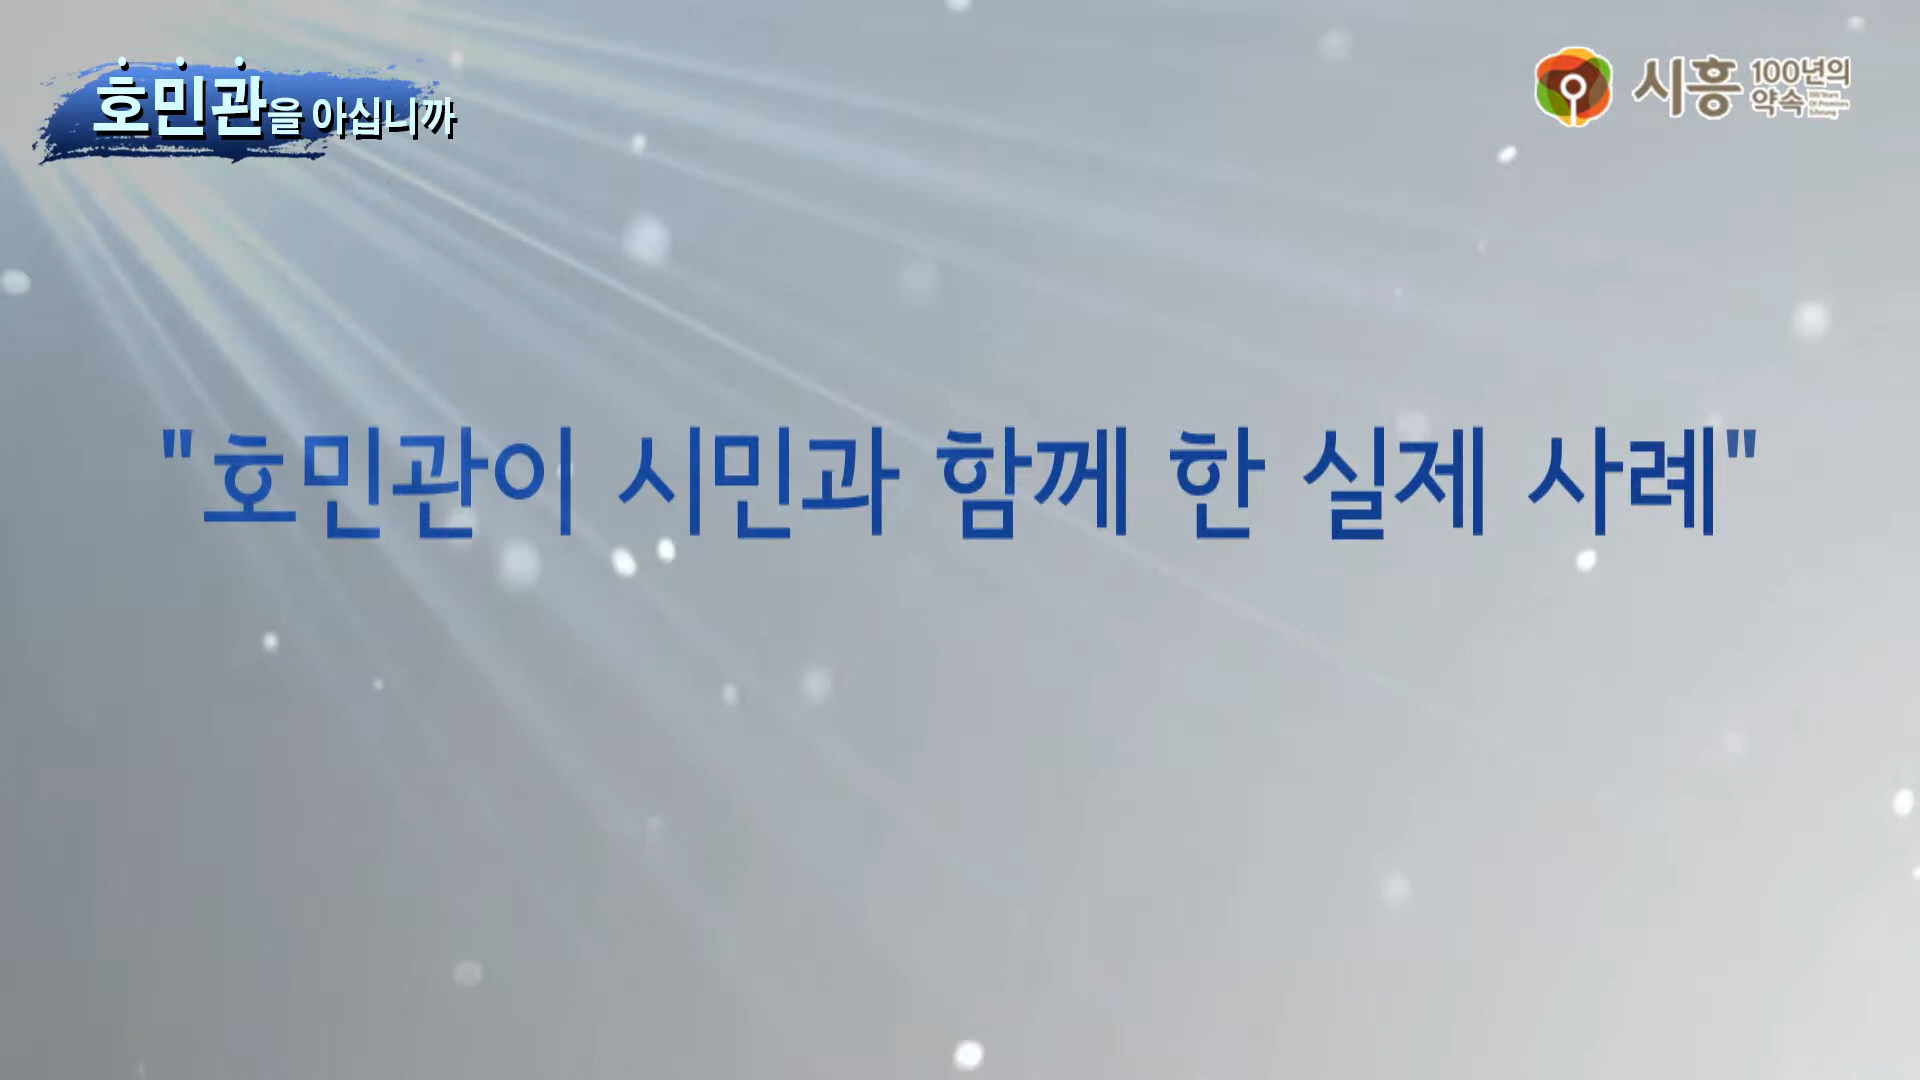 호민관을 아십니까
시흥 100년의 약속
"호민관이 시민과 함께 한 실제 사례"